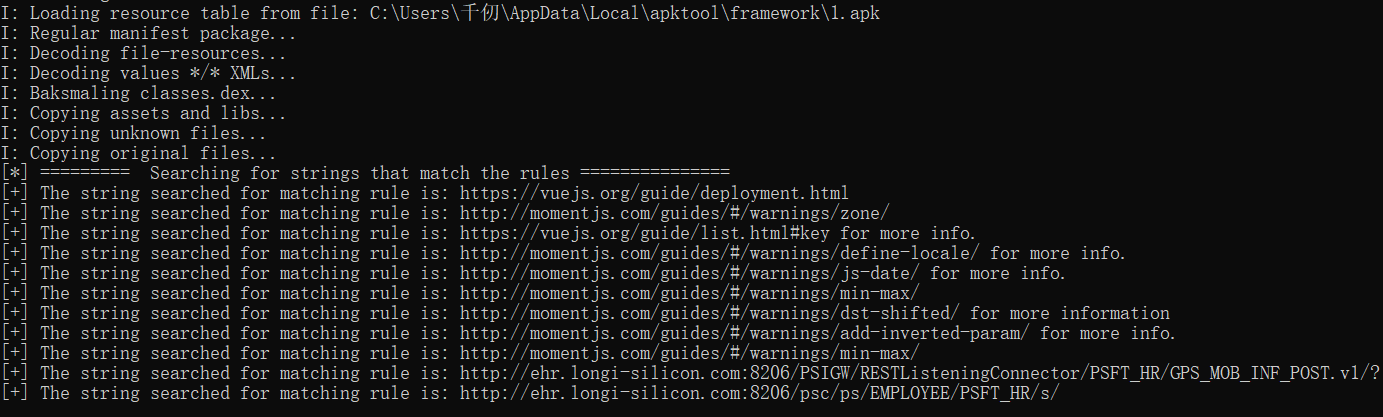 I: Loading resource table from file: C:\Users\千仞\AppData\Local\apktool\framework\1.apk
I: Regular manifest package...
I: Decoding file-resources...
I: Decoding values */* XMLs...
I: Baksmaling classes.dex...
I: Copying assets and libs...
I: Copying unknown files...
I: Copying original files...
[*] =========  Searching for strings that match the rules ===============
[+] The string searched for matching rule is: https://vuejs.org/guide/deployment.html
[+] The string searched for matching rule is: http://momentjs.com/guides/#/warnings/zone/
[+] The string searched for matching rule is: https://vuejs.org/guide/list.html#key for more info.
[+] The string searched for matching rule is: http://momentjs.com/guides/#/warnings/define-locale/ for more info.
[+] The string searched for matching rule is: http://momentjs.com/guides/#/warnings/js-date/ for more info.
[+] The string searched for matching rule is: http://momentjs.com/guides/#/warnings/min-max/
[+] The string searched for matching rule is: http://momentjs.com/guides/#/warnings/dst-shifted/ for more information
[+] The string searched for matching rule is: http://momentjs.com/guides/#/warnings/add-inverted-param/ for more info.
[+] The string searched for matching rule is: http://momentjs.com/guides/#/warnings/min-max/
[+] The string searched for matching rule is: http://ehr.longi-silicon.com:8206/PSIGW/RESTListeningConnector/PSFT_HR/GPS_MOB_INF_POST.v1/?
[+] The string searched for matching rule is: http://ehr.longi-silicon.com:8206/psc/ps/EMPLOYEE/PSFT_HR/s/